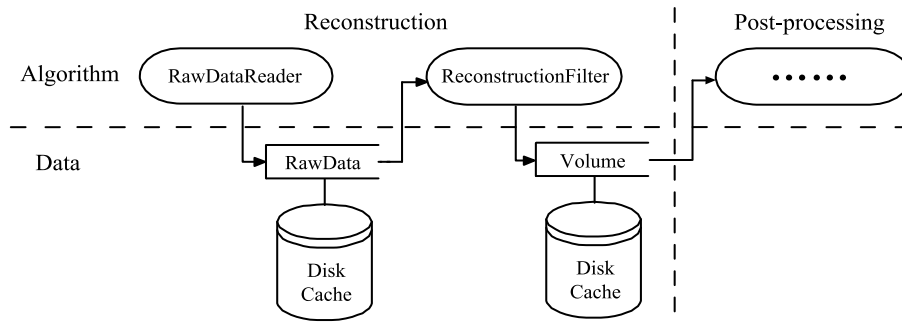 Reconstruction
Post-processing
Algorithm
RawDataReader
ReconstructionFilter
••••••
Data
RawData
Volume
Disk
Cache
Disk
Cache